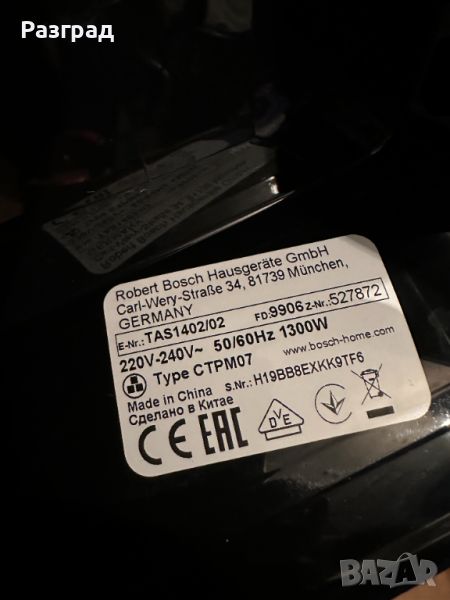 Разград
Robert Bosch Hausgeräte GmbH
Carl-Wery-Straße 34, 81739 München,
GERMANY
E-Nr.: TAS1402/02 FD: 9906 Z-Nr.: 527872
220V-240V~ 50/60Hz 1300W
www.bosch-home.com
Type CTPM07
Made in China S.Nr.: H19BB8EXKK9TF6
Сделано в Китае
CE EAC DVE
BAZAR